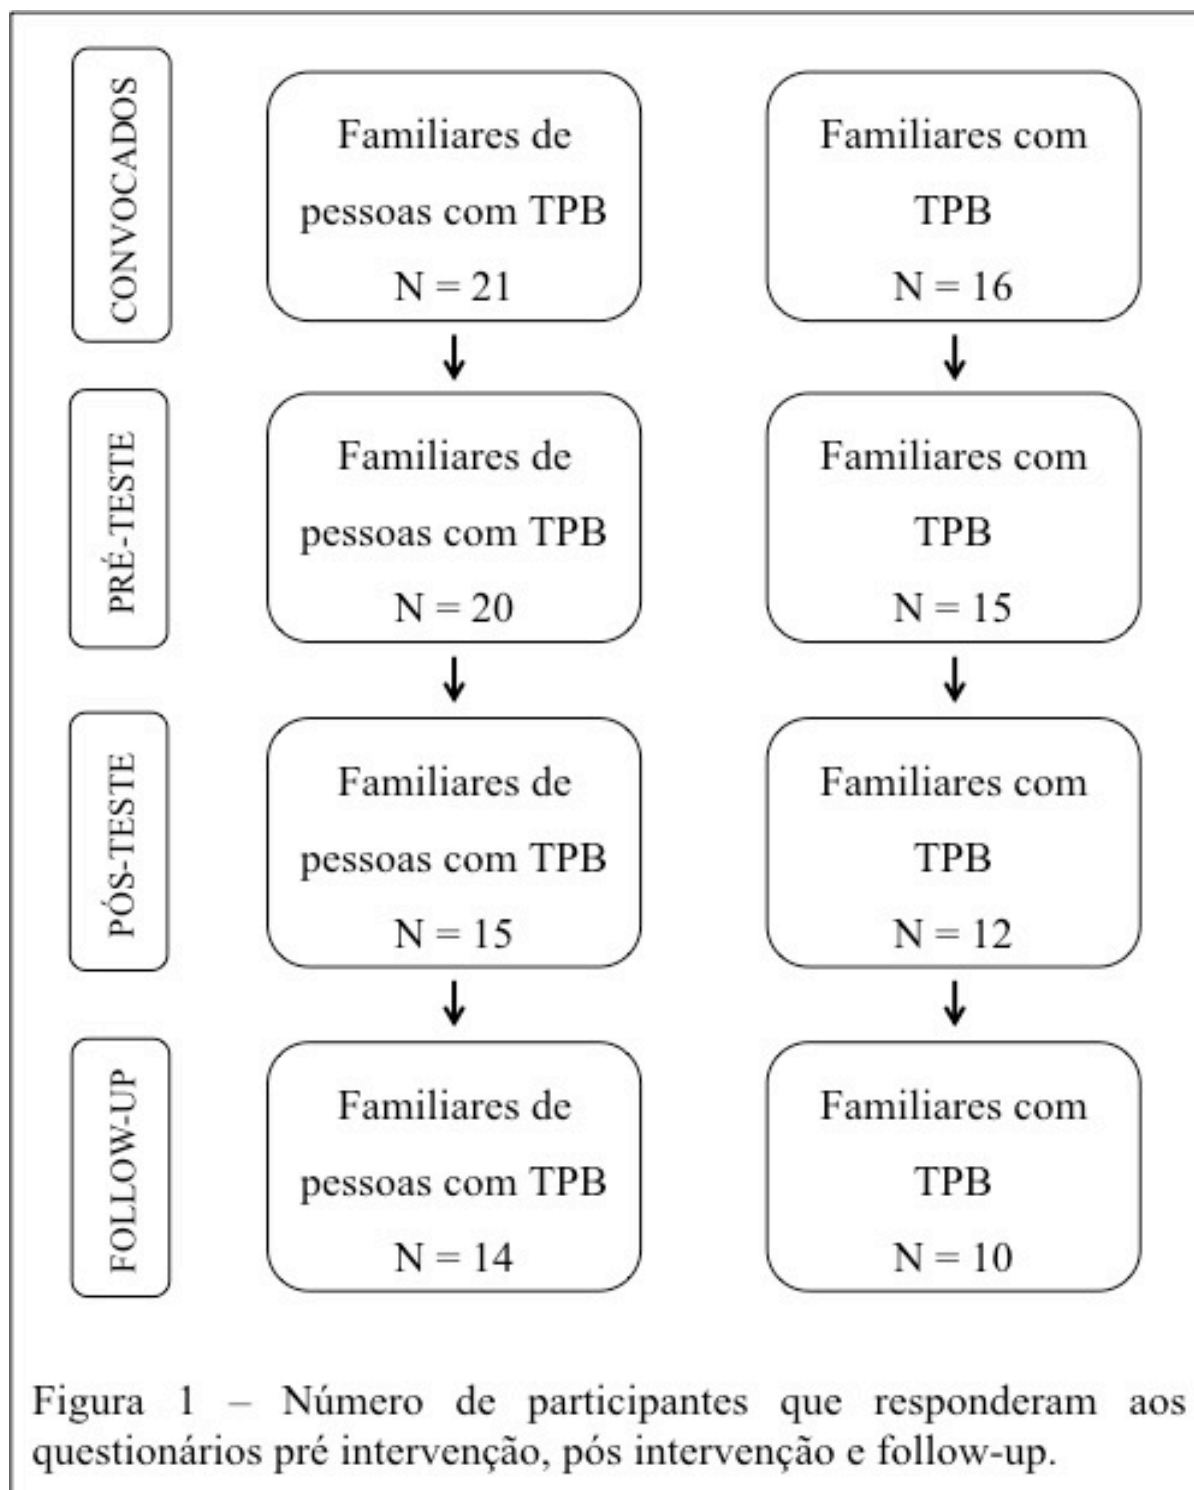 CONVOCADOS
Familiares de
pessoas com TPB
N = 21
Familiares com
TPB
N = 16
PRÉ-TESTE
Familiares de
pessoas com TPB
N = 20
Familiares com
TPB
N = 15
PÓS-TESTE
Familiares de
pessoas com TPB
N = 15
Familiares com
TPB
N = 12
FOLLOW-UP
Familiares de
pessoas com TPB
N = 14
Familiares com
TPB
N = 10
Figura 1 – Número de participantes que responderam aos
questionários pré intervenção, pós intervenção e follow-up.